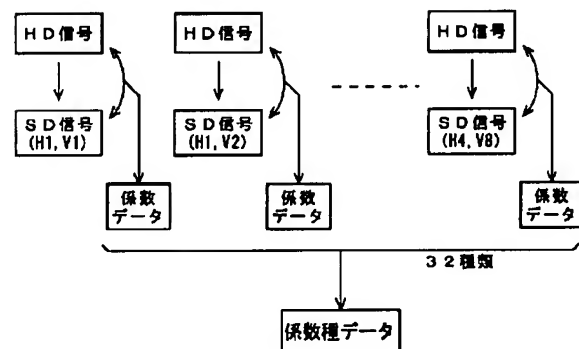 ＨＤ信号 ＨＤ信号 ＨＤ信号
ＳＤ信号 ＳＤ信号 ＳＤ信号
(H1, V1) (H1, V2) (H4, V8)
係数 係数 係数
データ データ データ
３２種類
係数種データ